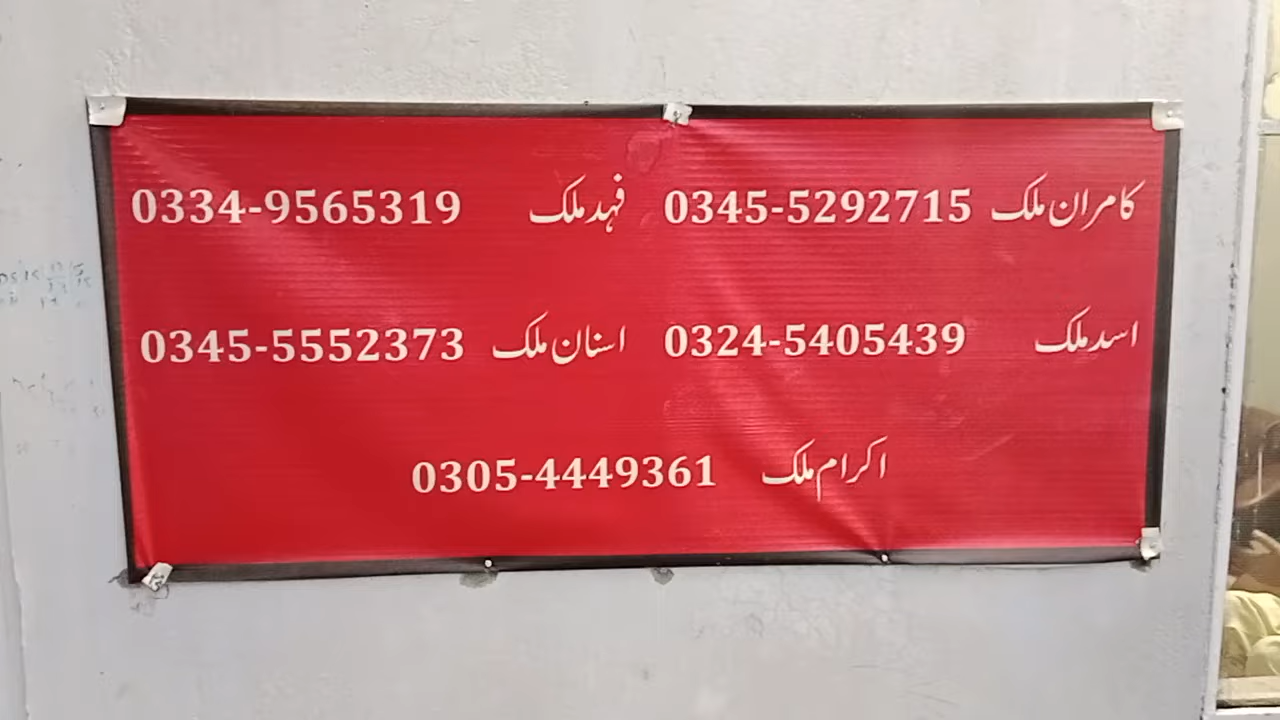 کامران ملک 0345-5292715 فہد ملک 0334-9565319
اسد ملک 0324-5405439 اسنان ملک 0345-5552373
اکرام ملک 0305-4449361